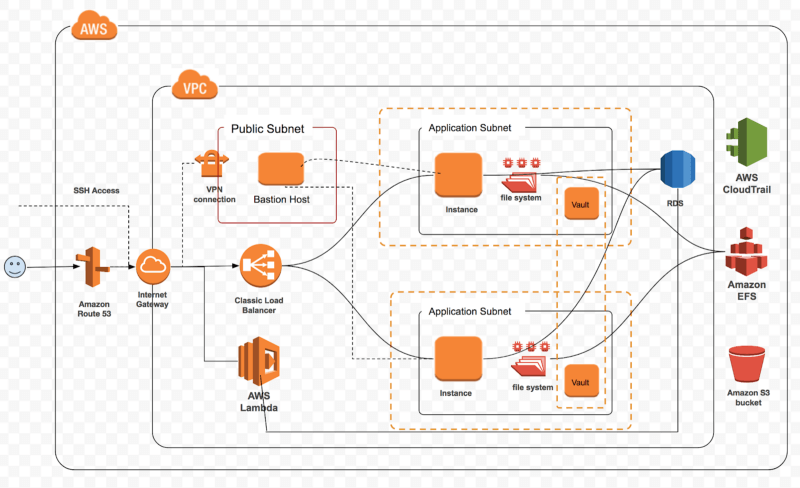 AWS
VPC
Public Subnet
Application Subnet
SSH Access
VPN
connection
Bastion Host
Instance
file system
Vault
RDS
AWS
CloudTrail
Amazon
Route 53
Internet
Gateway
Classic Load
Balancer
Amazon
EFS
Application Subnet
Instance
file system
Vault
AWS
Lambda
Amazon S3
bucket